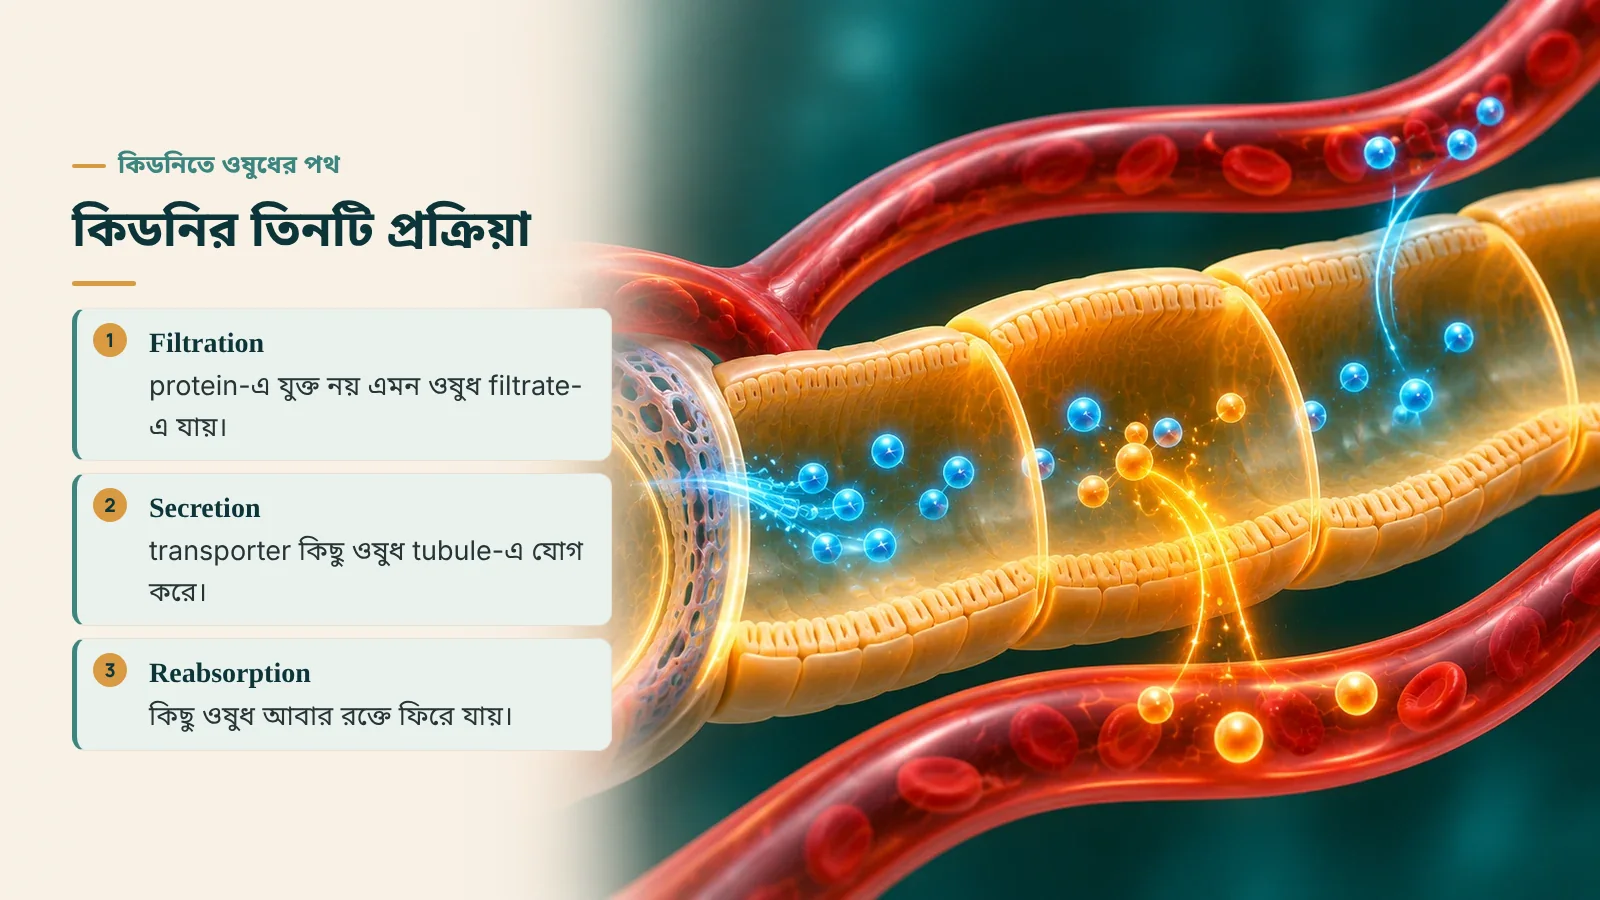 কিডনিতে ওষুধের পথ
কিডনির তিনটি প্রক্রিয়া
1
Filtration
protein-এ যুক্ত নয় এমন ওষুধ filtrate-
এ যায়।
2
Secretion
transporter কিছু ওষুধ tubule-এ যোগ
করে।
3
Reabsorption
কিছু ওষুধ আবার রক্তে ফিরে যায়।